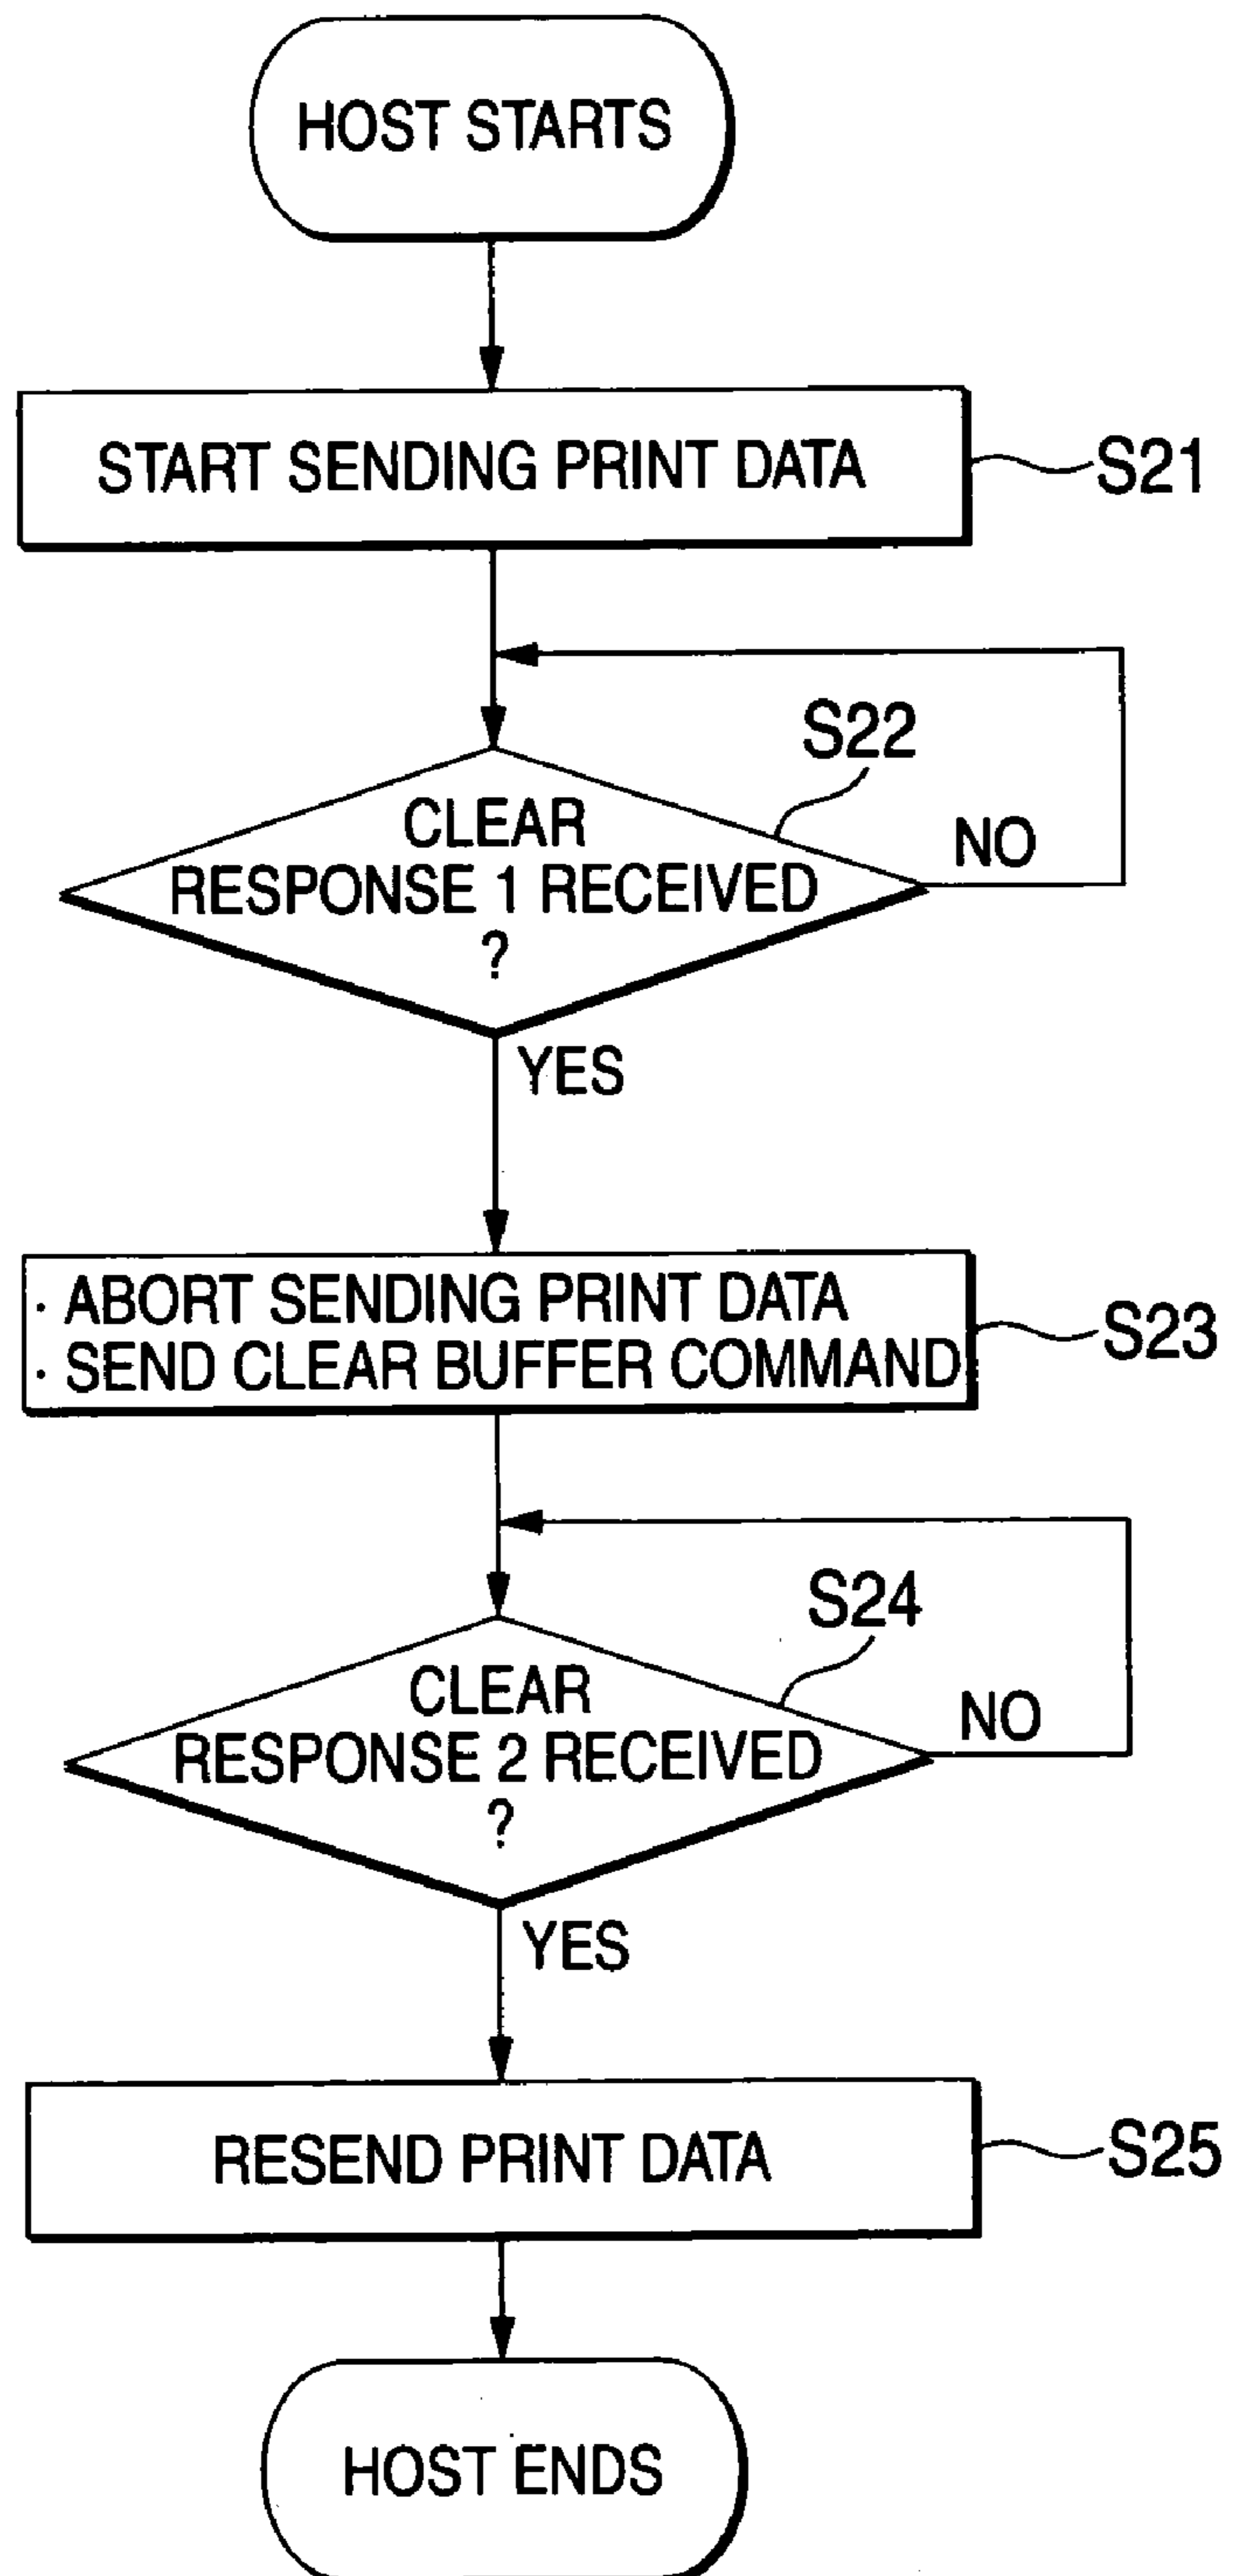 HOST STARTS
START SENDING PRINT DATA
S21
S22
CLEAR
RESPONSE 1 RECEIVED
?
NO
YES
· ABORT SENDING PRINT DATA
· SEND CLEAR BUFFER COMMAND
S23
S24
CLEAR
RESPONSE 2 RECEIVED
?
NO
YES
RESEND PRINT DATA
S25
HOST ENDS